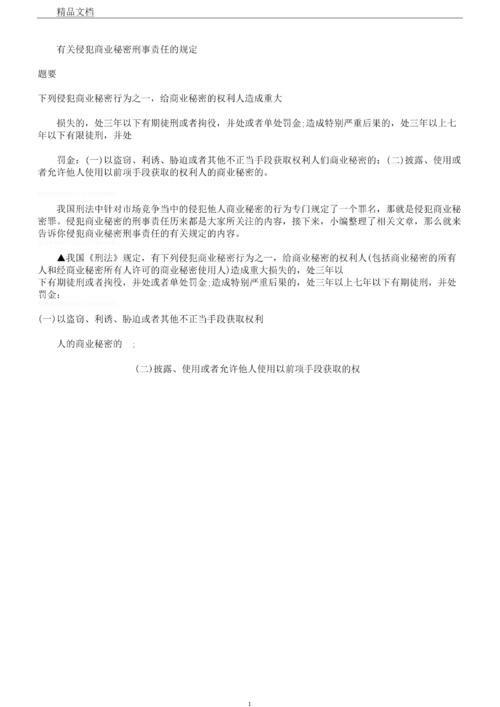 精品文档
有关侵犯商业秘密刑事责任的规定
题要
下列侵犯商业秘密行为之一，给商业秘密的权利人造成重大
损失的，处三年以下有期徒刑或者拘役，并处或者单处罚金;造成特别严重后果的，处三年以上七
年以下有限徒刑，并处
罚金：(一)以盗窃、利诱、胁迫或者其他不正当手段获取权利人们商业秘密的；(二)披露、使用或
者允许他人使用以前项手段获取的权利人的商业秘密的。
我国刑法中针对市场竞争当中的侵犯他人商业秘密的行为专门规定了一个罪名，那就是侵犯商业秘
密罪。侵犯商业秘密的刑事责任历来都是大家所关注的内容，接下来，小编整理了相关文章，那么就来
告诉你侵犯商业秘密刑事责任的有关规定的内容。
▲我国《刑法》规定，有下列侵犯商业秘密行为之一，给商业秘密的权利人(包括商业秘密的所有
人和经商业秘密所有人许可的商业秘密使用人)造成重大损失的，处三年以
下有期徒刑或者拘役，并处或者单处罚金;造成特别严重后果的，处三年以上七年以下有期徒刑，并处
罚金：
(一)以盗窃、利诱、胁迫或者其他不正当手段获取权利
人的商业秘密的 ;
(二)披露、使用或者允许他人使用以前项手段获取的权
1